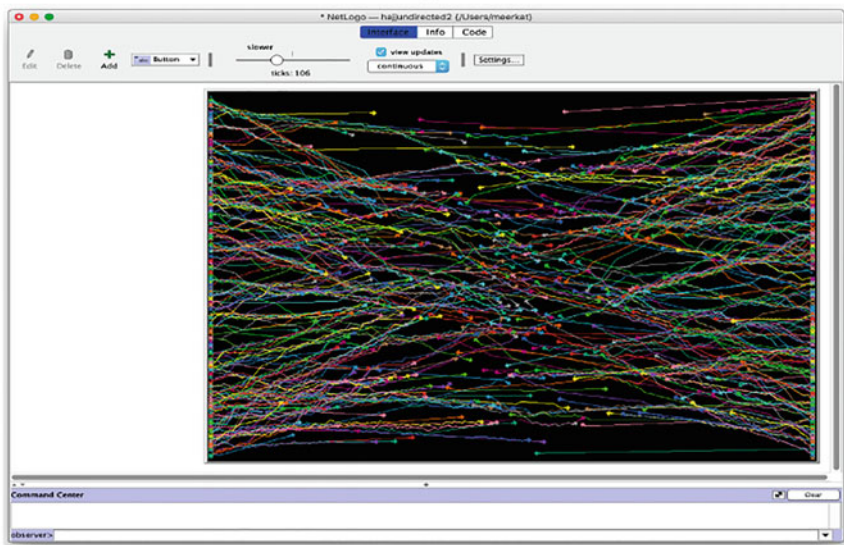 * NetLogo — hajjundirected2 {/Users/meerkat}
Interface Info Code
Edit Delete Add Button
slower
ticks: 106
view updates
continuous
Settings...
Command Center
Clear
observer>